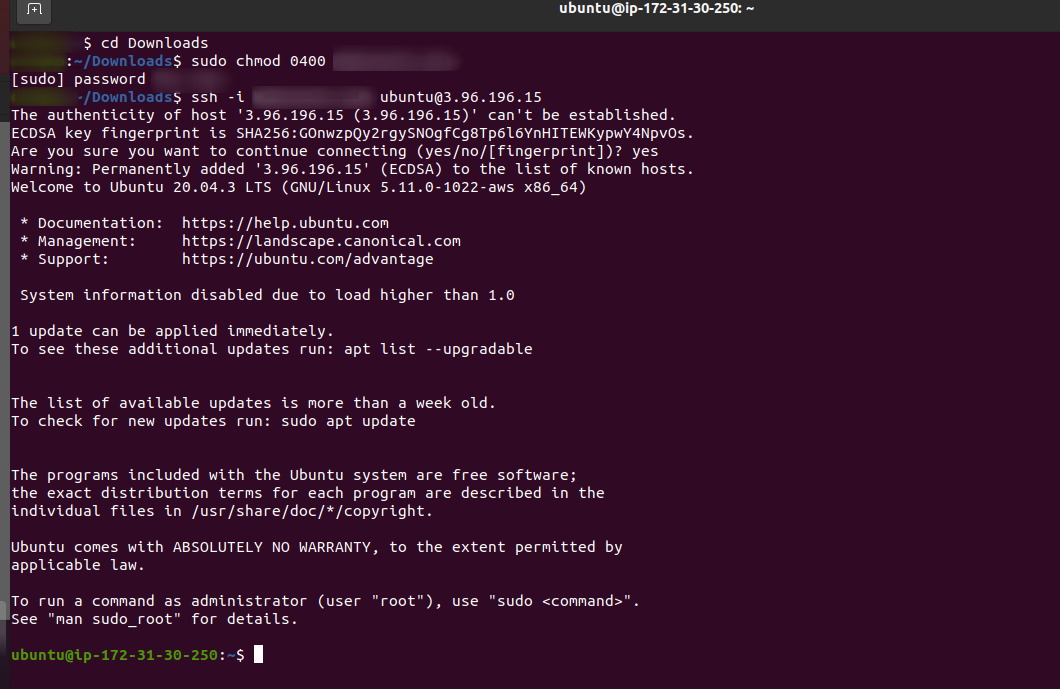 ubuntu@ip-172-31-30-250: ~
$ cd Downloads
:~/Downloads$ sudo chmod 0400
[sudo] password
~/Downloads$ ssh -i ubuntu@3.96.196.15
The authenticity of host '3.96.196.15 (3.96.196.15)' can't be established.
ECDSA key fingerprint is SHA256:GOnwzpQy2rgySNOgfCg8Tp6l6YnHITEWKypwY4NpvOs.
Are you sure you want to continue connecting (yes/no/[fingerprint])? yes
Warning: Permanently added '3.96.196.15' (ECDSA) to the list of known hosts.
Welcome to Ubuntu 20.04.3 LTS (GNU/Linux 5.11.0-1022-aws x86_64)
* Documentation: https://help.ubuntu.com
* Management: https://landscape.canonical.com
* Support: https://ubuntu.com/advantage
System information disabled due to load higher than 1.0
1 update can be applied immediately.
To see these additional updates run: apt list --upgradable
The list of available updates is more than a week old.
To check for new updates run: sudo apt update
The programs included with the Ubuntu system are free software;
the exact distribution terms for each program are described in the
individual files in /usr/share/doc/*/copyright.
Ubuntu comes with ABSOLUTELY NO WARRANTY, to the extent permitted by
applicable law.
To run a command as administrator (user "root"), use "sudo <command>".
See "man sudo_root" for details.
ubuntu@ip-172-31-30-250:~$